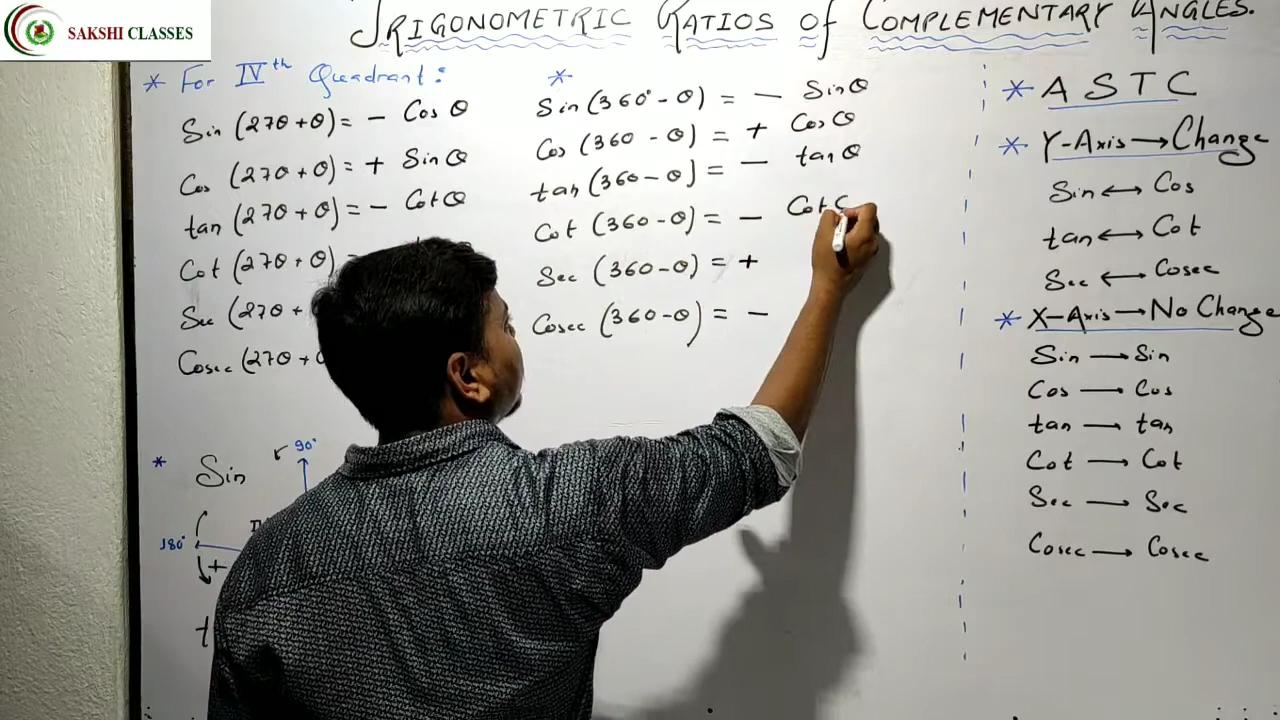 SAKSHI CLASSES
TRIGONOMETRIC RATIOS of COMPLEMENTARY ANGLES.
* For IVth Quadrant:
Sin (270+θ) = - Cos θ
Cos (270+θ) = + Sin θ
tan (270+θ) = - Cot θ
Cot (270+θ)
Sec (270+
Cosec (270+
*
Sin (360°-θ) = - Sin θ
Cos (360-θ) = + Cos θ
tan (360-θ) = - tan θ
Cot (360-θ) = - Cot
Sec (360-θ) = +
Cosec (360-θ) = -
* Sin
90°
180°
+
t
* A S T C
* Y-Axis → Change
Sin ↔ Cos
tan ↔ Cot
Sec ↔ Cosec
* X-Axis → No Change
Sin → Sin
Cos → Cos
tan → tan
Cot → Cot
Sec → Sec
Cosec → Cosec